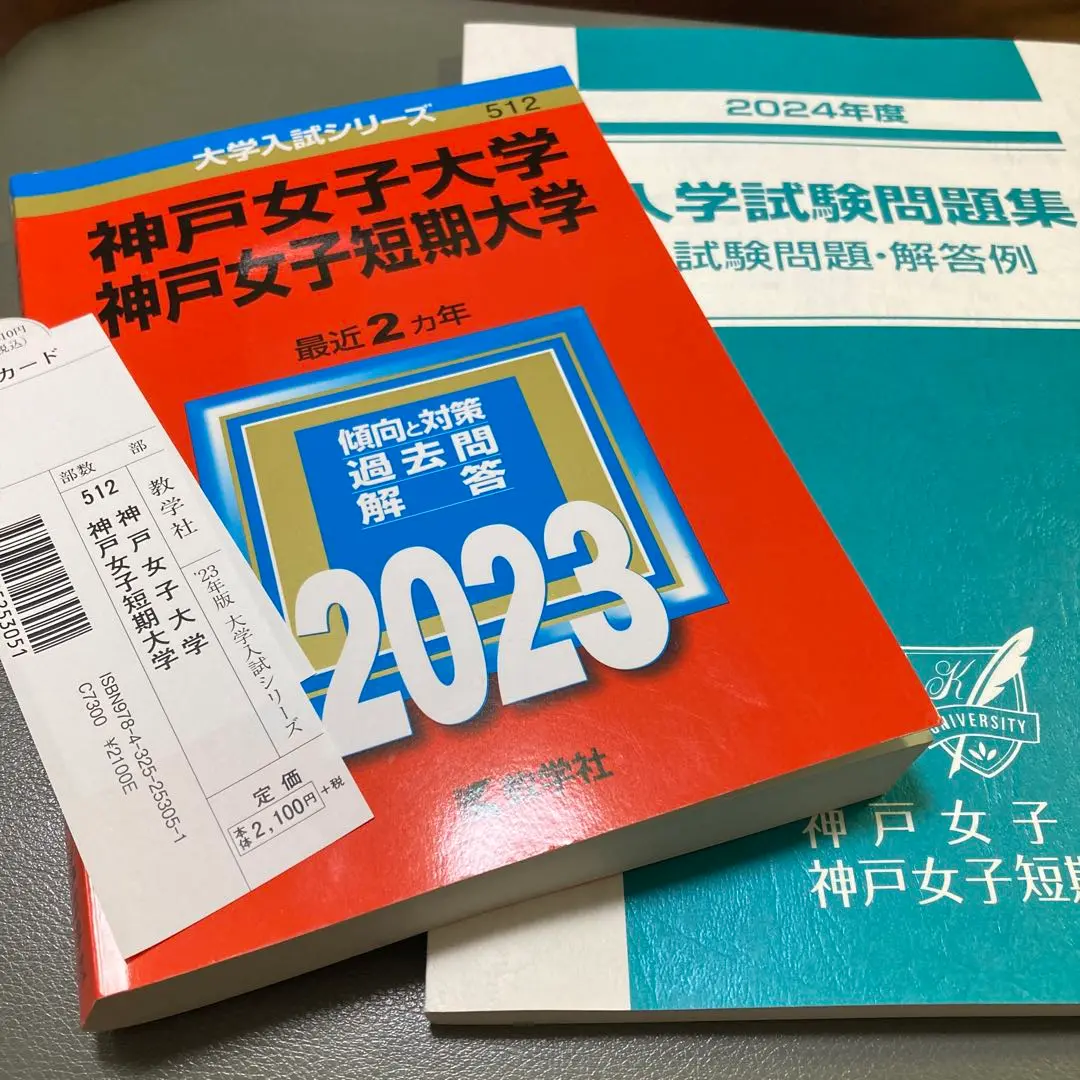 大学入試シリーズ
512
神戸女子大学
神戸女子短期大学
最近2カ年
傾向と対策
過去問
解答
2023
教学社
2024年度
入学試験問題集
試験問題・解答例
K
UNIVERSITY
神戸女子
神戸女子短期
10円
税込)
カード
部数
部
512
神戸女子大学
神戸女子短期大学
教学社
'23年版 大学入試シリーズ
253051
ISBN978-4-325-25305-1
C7300 ¥2100E
定価
本体2,100円+税